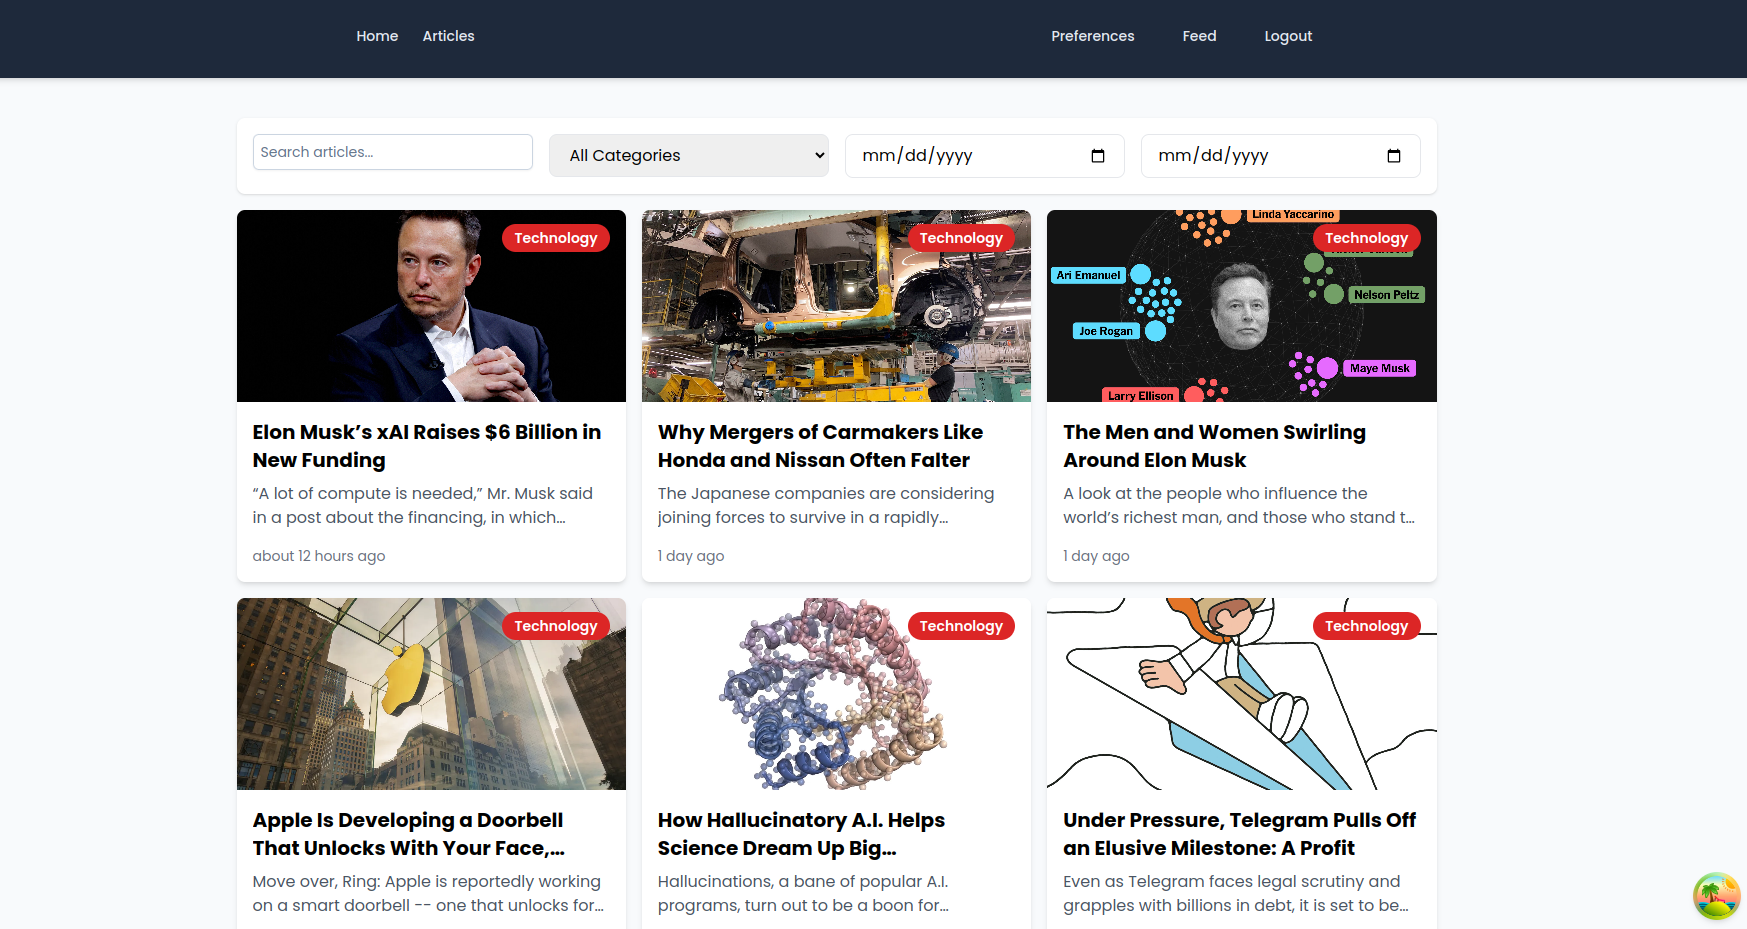 Home Articles Preferences Feed Logout
Search articles... All Categories mm/dd/yyyy mm/dd/yyyy
Technology
Elon Musk’s xAI Raises $6 Billion in
New Funding
“A lot of compute is needed,” Mr. Musk said
in a post about the financing, in which...
about 12 hours ago
Technology
Why Mergers of Carmakers Like
Honda and Nissan Often Falter
The Japanese companies are considering
joining forces to survive in a rapidly...
1 day ago
Linda Yaccarino
Technology
Ari Emanuel
Nelson Peltz
Joe Rogan
Maye Musk
Larry Ellison
The Men and Women Swirling
Around Elon Musk
A look at the people who influence the
world’s richest man, and those who stand t...
1 day ago
Technology
Apple Is Developing a Doorbell
That Unlocks With Your Face,...
Move over, Ring: Apple is reportedly working
on a smart doorbell -- one that unlocks for...
Technology
How Hallucinatory A.I. Helps
Science Dream Up Big...
Hallucinations, a bane of popular A.I.
programs, turn out to be a boon for...
Technology
Under Pressure, Telegram Pulls Off
an Elusive Milestone: A Profit
Even as Telegram faces legal scrutiny and
grapples with billions in debt, it is set to be...